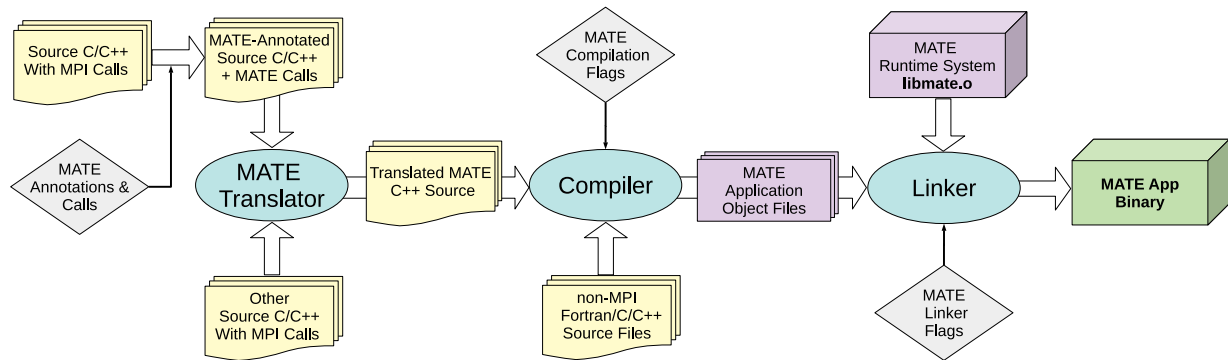 Source C/C++
With MPI Calls
MATE-Annotated
Source C/C++
+ MATE Calls
MATE
Annotations &
Calls
MATE
Translator
Other
Source C/C++
With MPI Calls
Translated MATE
C++ Source
MATE
Compilation
Flags
Compiler
non-MPI
Fortran/C/C++
Source Files
MATE
Application
Object Files
MATE
Runtime System
libmate.o
Linker
MATE
Linker
Flags
MATE App
Binary